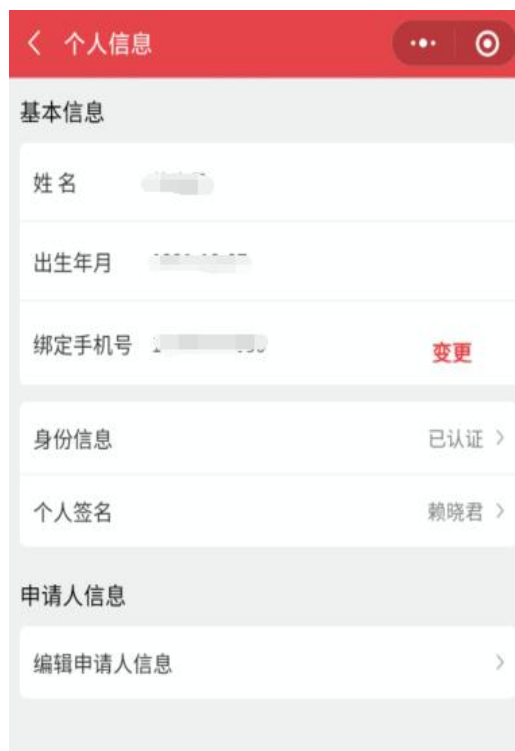 个人信息
基本信息
姓名
出生年月
绑定手机号 变更
身份信息 已认证
个人签名 赖晓君
申请人信息
编辑申请人信息